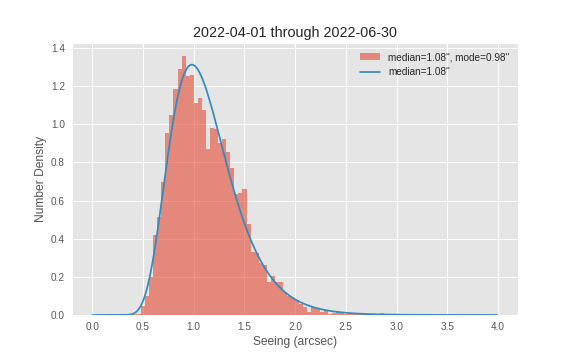 2022-04-01 through 2022-06-30
median=1.08", mode=0.98"
median=1.08"
Number Density
1.4
1.2
1.0
0.8
0.6
0.4
0.2
0.0
0.0 0.5 1.0 1.5 2.0 2.5 3.0 3.5 4.0
Seeing (arcsec)